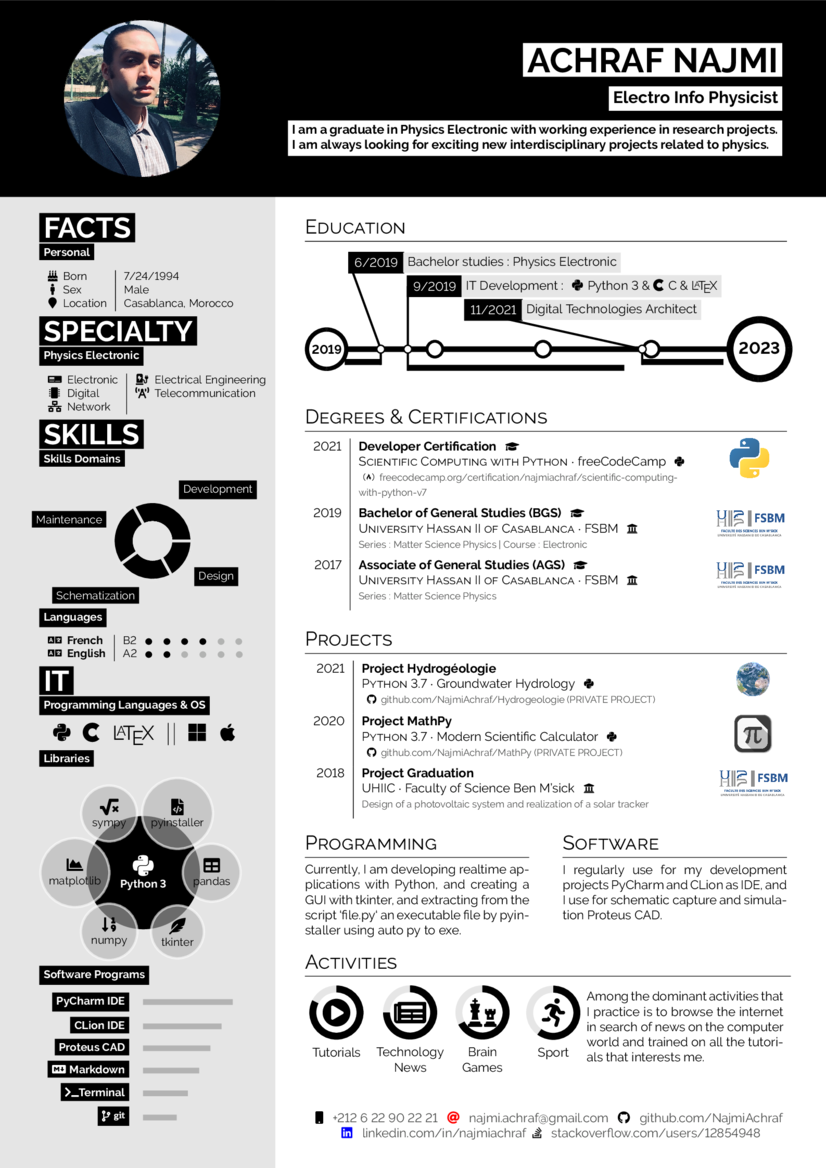 ACHRAF NAJMI
Electro Info Physicist
I am a graduate in Physics Electronic with working experience in research projects.
I am always looking for exciting new interdisciplinary projects related to physics.
FACTS
Personal
Born 7/24/1994
Sex Male
Location Casablanca, Morocco
SPECIALTY
Physics Electronic
Electronic Electrical Engineering
Digital Telecommunication
Network
SKILLS
Skills Domains
Development
Maintenance
Design
Schematization
Languages
French B2
English A2
IT
Programming Languages & OS
LATEX
Libraries
sympy pyinstaller
matplotlib Python 3 pandas
numpy tkinter
Software Programs
PyCharm IDE
CLion IDE
Proteus CAD
Markdown
>_Terminal
git
EDUCATION
6/2019 Bachelor studies : Physics Electronic
9/2019 IT Development : Python 3 & C & LATEX
11/2021 Digital Technologies Architect
2019 2023
DEGREES & CERTIFICATIONS
2021 Developer Certification
SCIENTIFIC COMPUTING WITH PYTHON · freeCodeCamp
freecodecamp.org/certification/najmiachraf/scientific-computing-
with-python-v7
2019 Bachelor of General Studies (BGS)
UNIVERSITY HASSAN II OF CASABLANCA · FSBM
FSBM
Series : Matter Science Physics | Course : Electronic
2017 Associate of General Studies (AGS)
UNIVERSITY HASSAN II OF CASABLANCA · FSBM
FSBM
Series : Matter Science Physics
PROJECTS
2021 Project Hydrogéologie
PYTHON 3.7 · Groundwater Hydrology
github.com/NajmiAchraf/Hydrogeologie (PRIVATE PROJECT)
2020 Project MathPy
PYTHON 3.7 · Modern Scientific Calculator
π
github.com/NajmiAchraf/MathPy (PRIVATE PROJECT)
2018 Project Graduation
UHIIC · Faculty of Science Ben M'sick
FSBM
Design of a photovoltaic system and realization of a solar tracker
PROGRAMMING
Currently, I am developing realtime ap-
plications with Python, and creating a
GUI with tkinter, and extracting from the
script 'file.py' an executable file by pyin-
staller using auto py to exe.
SOFTWARE
I regularly use for my development
projects PyCharm and CLion as IDE, and
I use for schematic capture and simula-
tion Proteus CAD.
ACTIVITIES
Tutorials
Technology
News
Brain
Games
Sport
Among the dominant activities that
I practice is to browse the internet
in search of news on the computer
world and trained on all the tutori-
als that interests me.
+212 6 22 90 22 21 @ najmi.achraf@gmail.com github.com/NajmiAchraf
in linkedin.com/in/najmiachraf stackoverflow.com/users/12854948